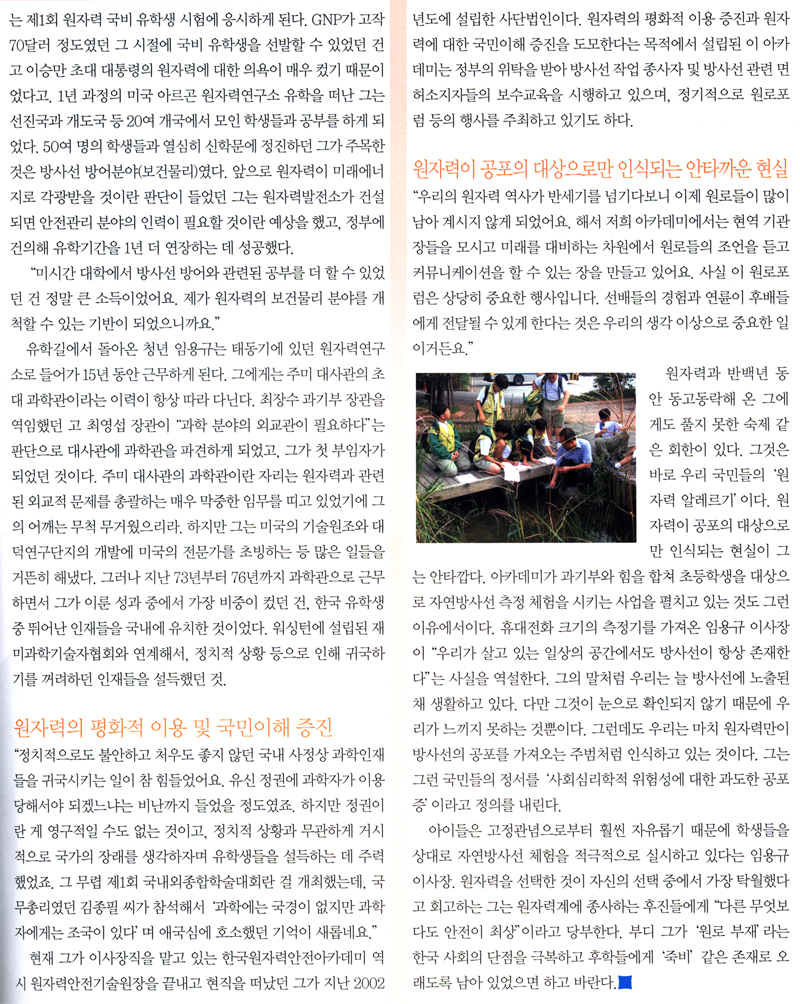 는 제1회 원자력 국비 유학생 시험에 응시하게 된다. GNP가 고작
70달러 정도였던 그 시절에 국비 유학생을 선발할 수 있었던 건
고 이승만 초대 대통령의 원자력에 대한 의욕이 매우 컸기 때문이
었다고. 1년 과정의 미국 아르곤 원자력연구소 유학을 떠난 그는
선진국과 개도국 등 20여 개국에서 모인 학생들과 공부를 하게 되
었다. 50여 명의 학생들과 열심히 신학문에 정진하던 그가 주목한
것은 방사선 방어분야(보건물리)였다. 앞으로 원자력이 미래에너
지로 각광받을 것이란 판단이 들었던 그는 원자력발전소가 건설
되면 안전관리 분야의 인력이 필요할 것이란 예상을 했고, 정부에
건의해 유학기간을 1년 더 연장하는 데 성공했다.
“미시간 대학에서 방사선 방어와 관련된 공부를 더 할 수 있었
던 건 정말 큰 소득이었어요. 제가 원자력의 보건물리 분야를 개
척할 수 있는 기반이 되었으니까요.”
유학길에서 돌아온 청년 임용규는 태동기에 있던 원자력연구
소로 들어가 15년 동안 근무하게 된다. 그에게는 주미 대사관의 초
대 과학관이라는 이력이 항상 따라 다닌다. 최장수 과기부 장관을
역임했던 고 최영섭 장관이 “과학 분야의 외교관이 필요하다”는
판단으로 대사관에 과학관을 파견하게 되었고, 그가 첫 부임자가
되었던 것이다. 주미 대사관의 과학관이란 자리는 원자력과 관련
된 외교적 문제를 총괄하는 매우 막중한 임무를 띠고 있었기에 그
의 어깨는 무척 무거웠으리라. 하지만 그는 미국의 기술원조와 대
덕연구단지의 개발에 미국의 전문가를 초빙하는 등 많은 일들을
거뜬히 해냈다. 그러나 지난 73년부터 76년까지 과학관으로 근무
하면서 그가 이룬 성과 중에서 가장 비중이 컸던 건, 한국 유학생
중 뛰어난 인재들을 국내에 유치한 것이었다. 워싱턴에 설립된 재
미과학기술자협회와 연계해서, 정치적 상황 등으로 인해 귀국하
기를 꺼려하던 인재들을 설득했던 것.
원자력의 평화적 이용 및 국민이해 증진
“정치적으로도 불안하고 처우도 좋지 않던 국내 사정상 과학인재
들을 귀국시키는 일이 참 힘들었어요. 유신 정권에 과학자가 이용
당해서야 되겠느냐는 비난까지 들었을 정도였죠. 하지만 정권이
란 게 영구적일 수도 없는 것이고, 정치적 상황과 무관하게 거시
적으로 국가의 장래를 생각하자며 유학생들을 설득하는 데 주력
했었죠. 그 무렵 제1회 국내외종합학술대회란 걸 개최했는데, 국
무총리였던 김종필 씨가 참석해서 ‘과학에는 국경이 없지만 과학
자에게는 조국이 있다’며 애국심에 호소했던 기억이 새롭네요.”
현재 그가 이사장직을 맡고 있는 한국원자력안전아카데미 역
시 원자력안전기술원장을 끝내고 현직을 떠났던 그가 지난 2002
년도에 설립한 사단법인이다. 원자력의 평화적 이용 증진과 원자
력에 대한 국민이해 증진을 도모한다는 목적에서 설립된 이 아카
데미는 정부의 위탁을 받아 방사선 작업 종사자 및 방사선 관련 면
허소지자들의 보수교육을 시행하고 있으며, 정기적으로 원로포
럼 등의 행사를 주최하고 있기도 하다.
원자력이 공포의 대상으로만 인식되는 안타까운 현실
“우리의 원자력 역사가 반세기를 넘기다보니 이제 원로들이 많이
남아 계시지 않게 되었어요. 해서 저희 아카데미에서는 현역 기관
장들을 모시고 미래를 대비하는 차원에서 원로들의 조언을 듣고
커뮤니케이션을 할 수 있는 장을 만들고 있어요. 사실 이 원로포
럼은 상당히 중요한 행사입니다. 선배들의 경험과 연륜이 후배들
에게 전달될 수 있게 한다는 것은 우리의 생각 이상으로 중요한 일
이거든요.”
원자력과 반백년 동
안 동고동락해 온 그에
게도 풀지 못한 숙제 같
은 회한이 있다. 그것은
바로 우리 국민들의 ‘원
자력 알레르기’이다. 원
자력이 공포의 대상으로
만 인식되는 현실이 그
는 안타깝다. 아카데미가 과기부와 힘을 합쳐 초등학생을 대상으
로 자연방사선 측정 체험을 시키는 사업을 펼치고 있는 것도 그런
이유에서이다. 휴대전화 크기의 측정기를 가져온 임용규 이사장
이 “우리가 살고 있는 일상의 공간에서도 방사선이 항상 존재한
다”는 사실을 역설한다. 그의 말처럼 우리는 늘 방사선에 노출된
채 생활하고 있다. 다만 그것이 눈으로 확인되지 않기 때문에 우
리가 느끼지 못하는 것뿐이다. 그런데도 우리는 마치 원자력만이
방사선의 공포를 가져오는 주범처럼 인식하고 있는 것이다. 그는
그런 국민들의 정서를 ‘사회심리학적 위험성에 대한 과도한 공포
증’이라고 정의를 내린다.
아이들은 고정관념으로부터 훨씬 자유롭기 때문에 학생들을
상대로 자연방사선 체험을 적극적으로 실시하고 있다는 임용규
이사장. 원자력을 선택한 것이 자신의 선택 중에서 가장 탁월했다
고 회고하는 그는 원자력계에 종사하는 후진들에게 “다른 무엇보
다도 안전이 최상”이라고 당부한다. 부디 그가 ‘원로 부재’라는
한국 사회의 단점을 극복하고 후학들에게 ‘죽비’ 같은 존재로 오
래도록 남아 있었으면 하고 바란다.